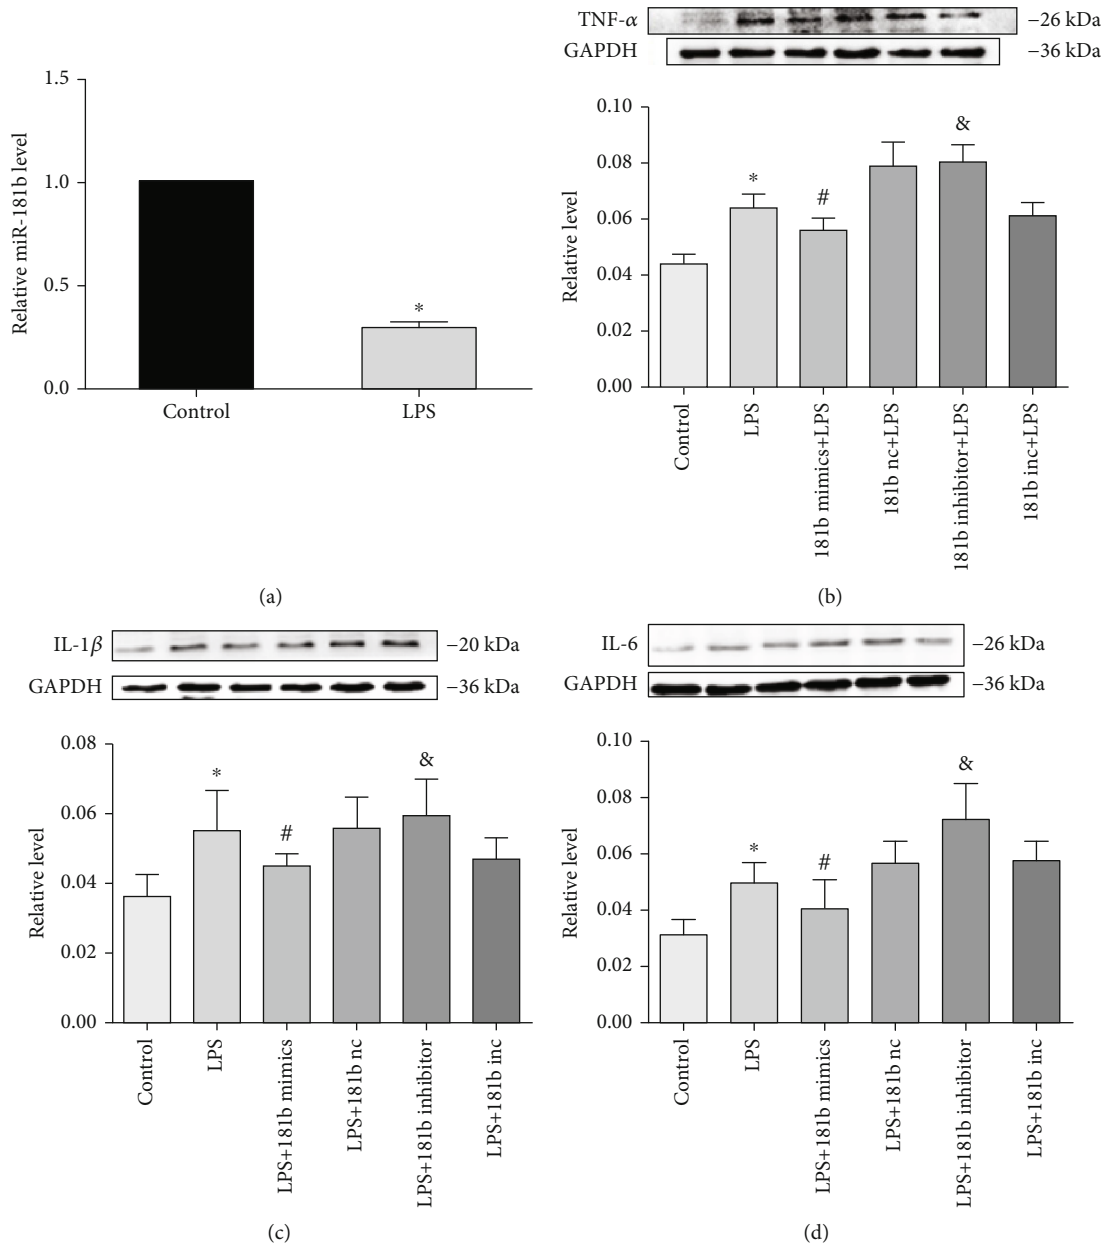 1.5
1.0
0.5
0.0
Relative miR-181b level
*
Control
LPS
(a)
TNF-α
−26 kDa
GAPDH
−36 kDa
0.10
0.08
0.06
0.04
0.02
0.00
Relative level
*
#
&
Control
LPS
181b mimics+LPS
181b nc+LPS
181b inhibitor+LPS
181b inc+LPS
(b)
IL-1β
−20 kDa
GAPDH
−36 kDa
0.08
0.06
0.04
0.02
0.00
Relative level
*
#
&
Control
LPS
LPS+181b mimics
LPS+181b nc
LPS+181b inhibitor
LPS+181b inc
(c)
IL-6
−26 kDa
GAPDH
−36 kDa
0.10
0.08
0.06
0.04
0.02
0.00
Relative level
*
#
&
Control
LPS
LPS+181b mimics
LPS+181b nc
LPS+181b inhibitor
LPS+181b inc
(d)